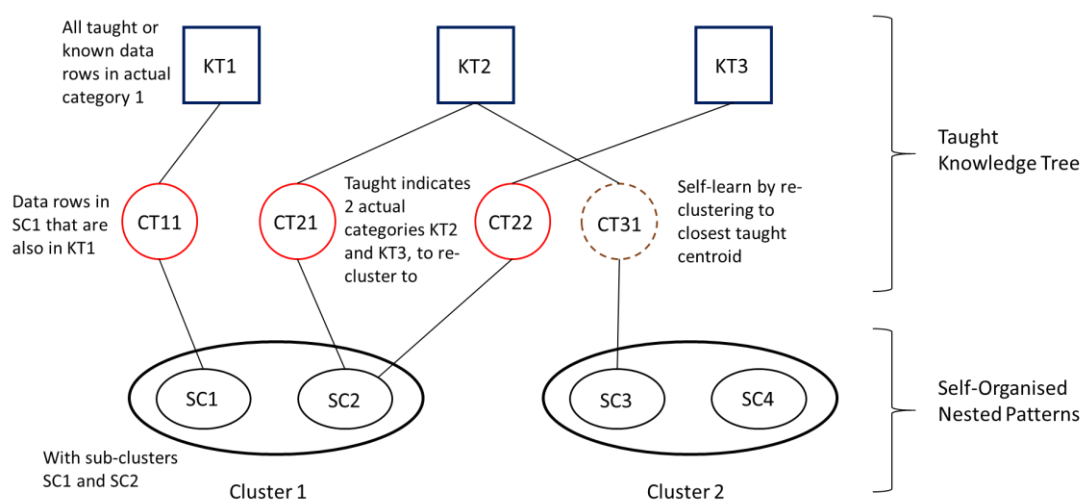 All taught or
known data
rows in actual
category 1
KT1
KT2
KT3
Taught
Knowledge Tree
Data rows in
SC1 that are
also in KT1
CT11
CT21
Taught indicates
2 actual
categories KT2
and KT3, to re-
cluster to
CT22
CT31
Self-learn by re-
clustering to
closest taught
centroid
SC1
SC2
SC3
SC4
Self-Organised
Nested Patterns
With sub-clusters
SC1 and SC2
Cluster 1
Cluster 2